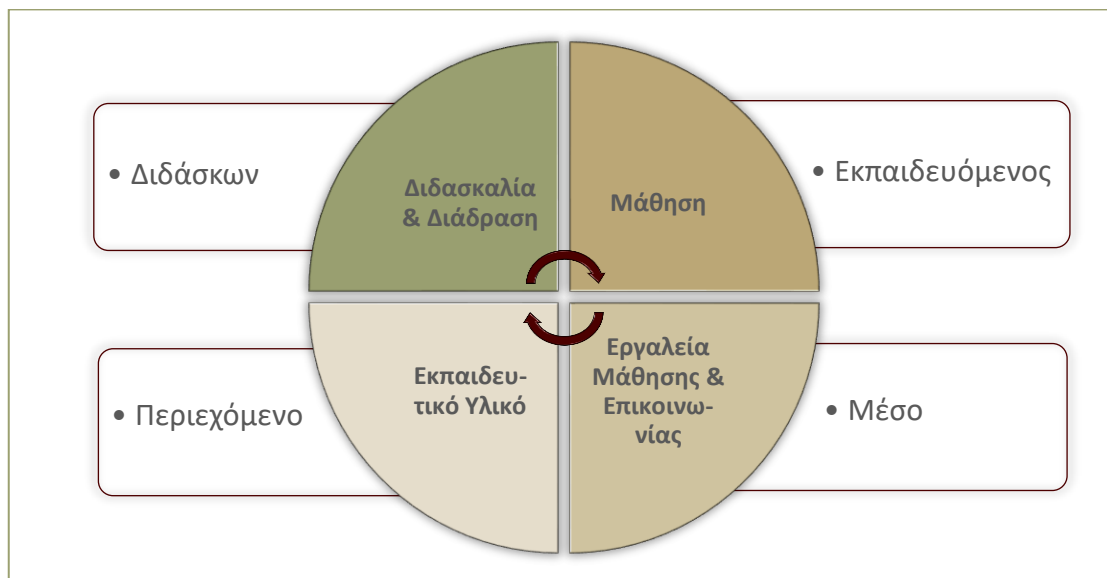 • Διδάσκων
Διδασκαλία
& Διάδραση
Μάθηση
• Εκπαιδευόμενος
• Περιεχόμενο
Εκπαιδευ-
τικό Υλικό
Εργαλεία
Μάθησης &
Επικοινω-
νίας
• Μέσο